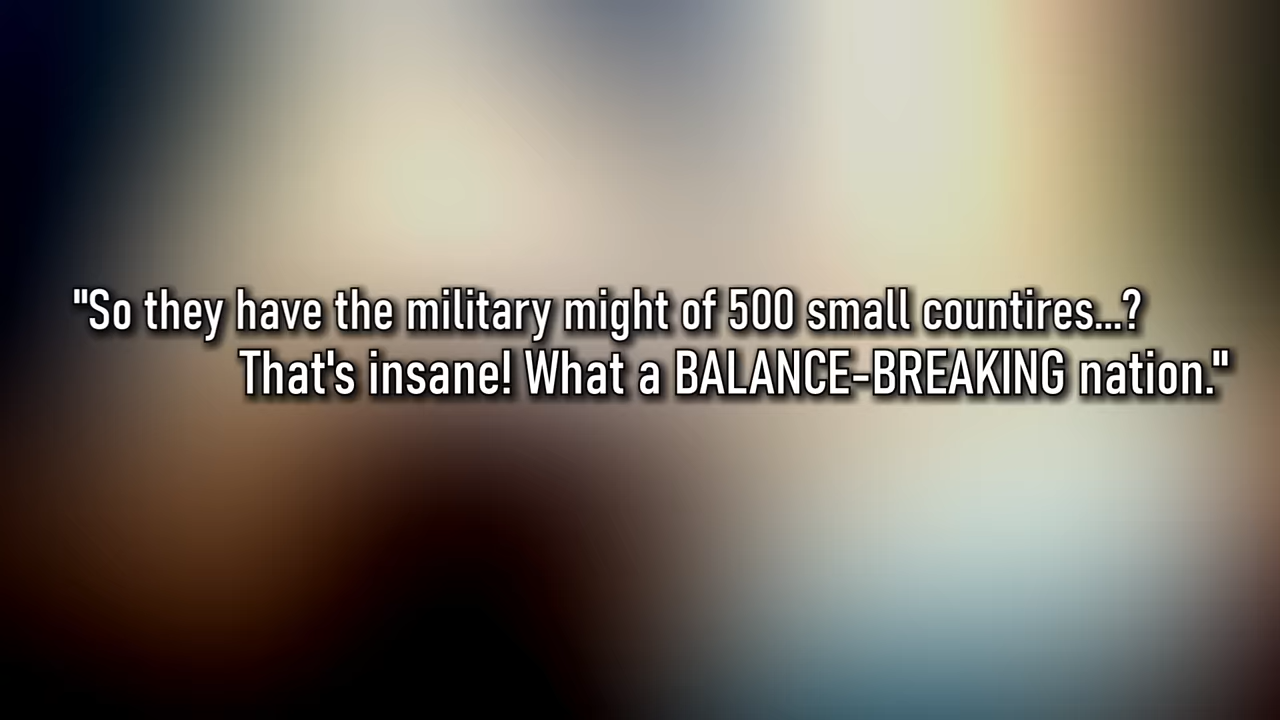 "So they have the military might of 500 small countires...?
That's insane! What a BALANCE-BREAKING nation."